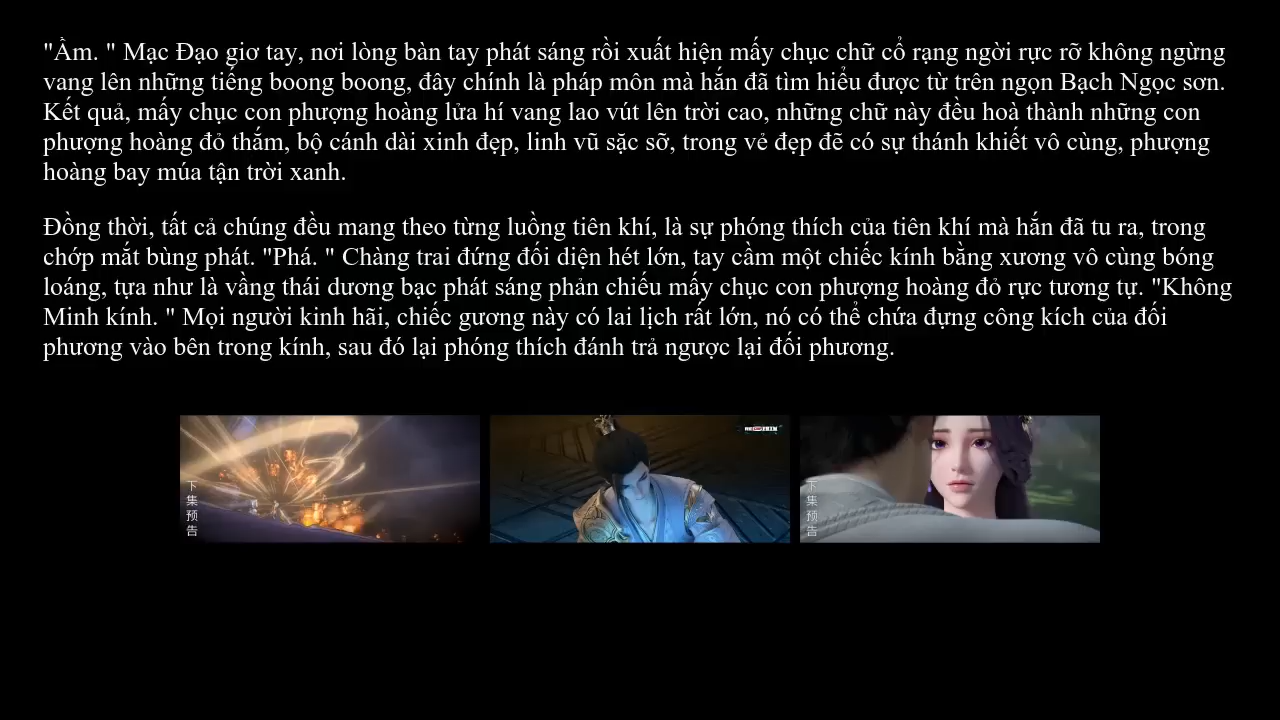 "Ầm. " Mạc Đạo giơ tay, nơi lòng bàn tay phát sáng rồi xuất hiện mấy chục chữ cổ rạng ngời rực rỡ không ngừng
vang lên những tiếng boong boong, đây chính là pháp môn mà hắn đã tìm hiểu được từ trên ngọn Bạch Ngọc sơn.
Kết quả, mấy chục con phượng hoàng lửa hí vang lao vút lên trời cao, những chữ này đều hoà thành những con
phượng hoàng đỏ thắm, bộ cánh dài xinh đẹp, linh vũ sặc sỡ, trong vẻ đẹp đẽ có sự thánh khiết vô cùng, phượng
hoàng bay múa tận trời xanh.
Đồng thời, tất cả chúng đều mang theo từng luồng tiên khí, là sự phóng thích của tiên khí mà hắn đã tu ra, trong
chớp mắt bùng phát. "Phá. " Chàng trai đứng đối diện hét lớn, tay cầm một chiếc kính bằng xương vô cùng bóng
loáng, tựa như là vầng thái dương bạc phát sáng phản chiếu mấy chục con phượng hoàng đỏ rực tương tự. "Không
Minh kính. " Mọi người kinh hãi, chiếc gương này có lai lịch rất lớn, nó có thể chứa đựng công kích của đối
phương vào bên trong kính, sau đó lại phóng thích đánh trả ngược lại đối phương.
下集预告
下集预告